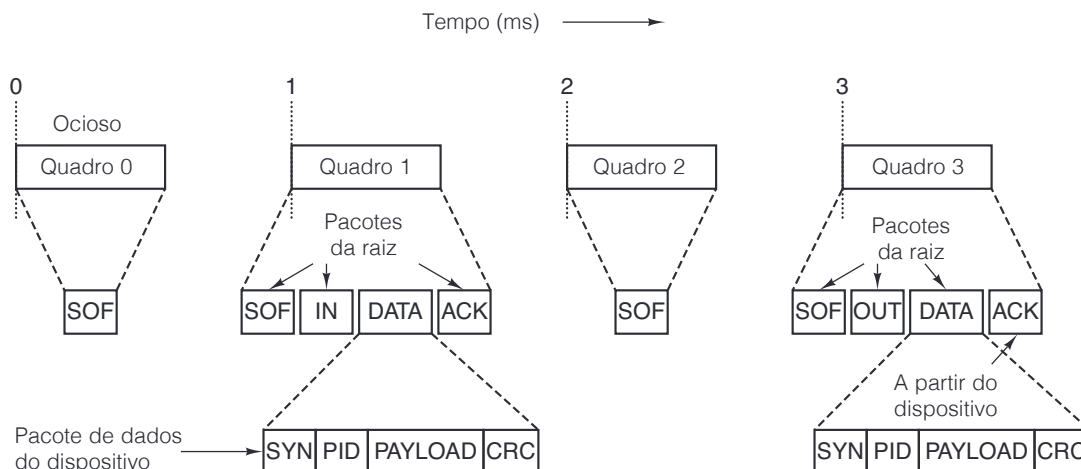 Tempo (ms)
0 1 2 3
Ocioso
Quadro 0 Quadro 1 Quadro 2 Quadro 3
Pacotes
da raiz
Pacotes
da raiz
SOF SOF IN DATA ACK SOF SOF OUT DATA ACK
A partir do
dispositivo
Pacote de dados
do dispositivo
SYN PID PAYLOAD CRC SYN PID PAYLOAD CRC